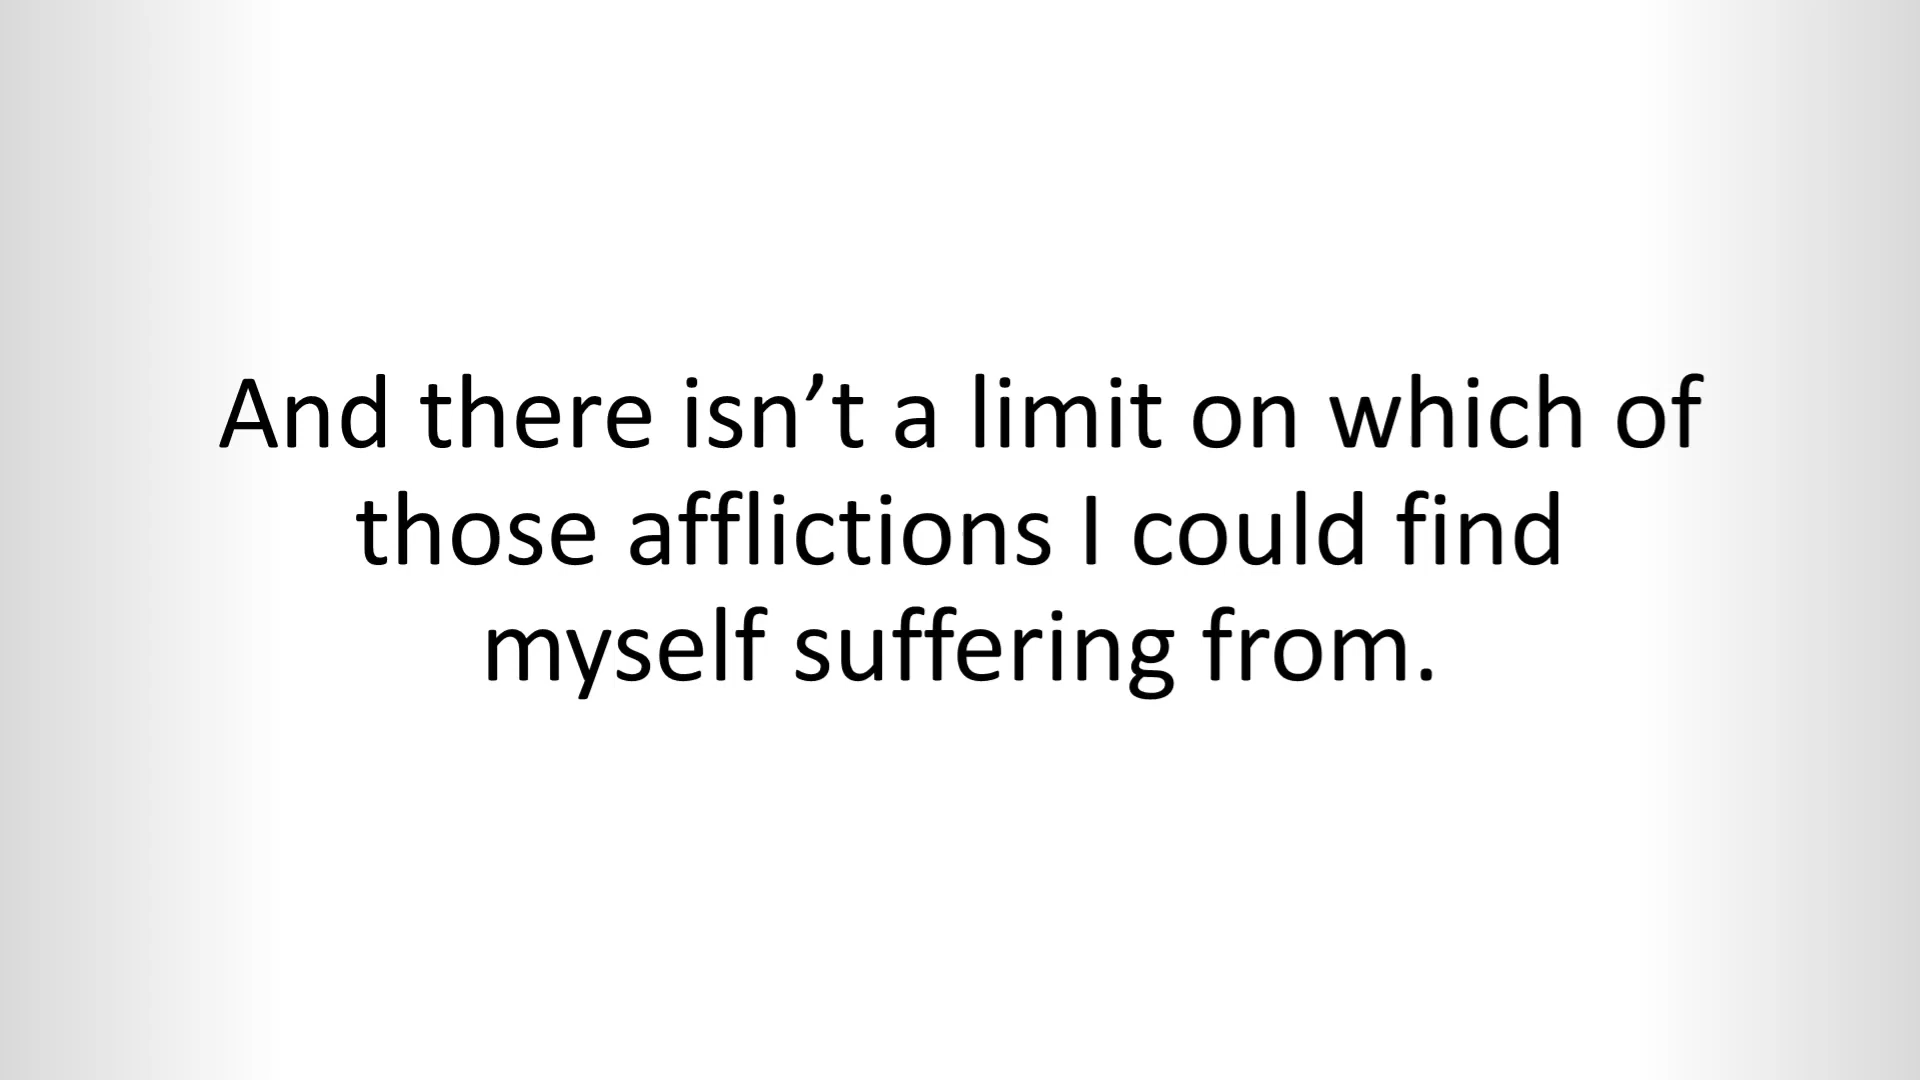 And there isn’t a limit on which of
those afflictions I could find
myself suffering from.